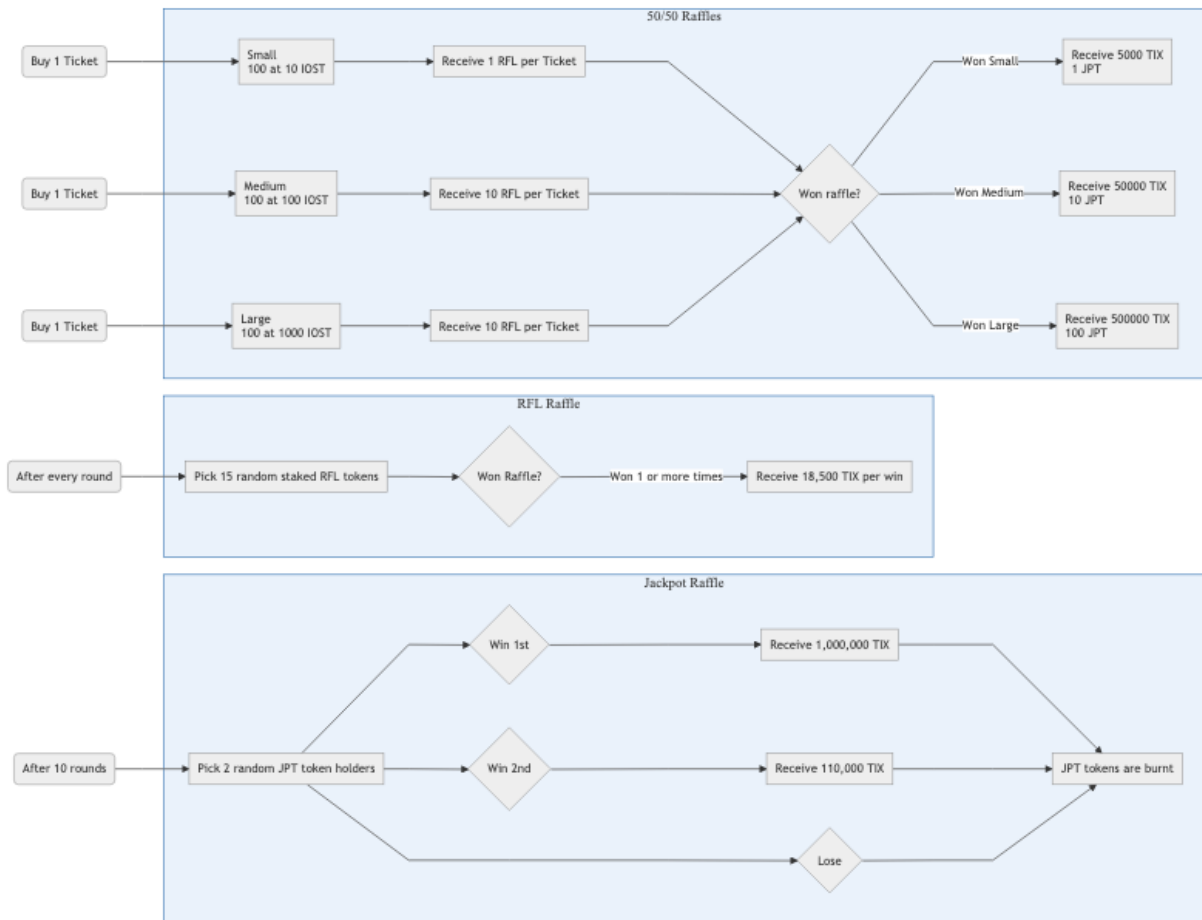 50/50 Raffles
Buy 1 Ticket
Small
100 at 10 IOST
Receive 1 RFL per Ticket
Won Small
Receive 5000 TIX
1 JPT
Buy 1 Ticket
Medium
100 at 100 IOST
Receive 10 RFL per Ticket
Won raffle?
Won Medium
Receive 50000 TIX
10 JPT
Buy 1 Ticket
Large
100 at 1000 IOST
Receive 10 RFL per Ticket
Won Large
Receive 500000 TIX
100 JPT
RFL Raffle
After every round
Pick 15 random staked RFL tokens
Won Raffle?
Won 1 or more times
Receive 18,500 TIX per win
Jackpot Raffle
Win 1st
Receive 1,000,000 TIX
After 10 rounds
Pick 2 random JPT token holders
Win 2nd
Receive 110,000 TIX
JPT tokens are burnt
Lose